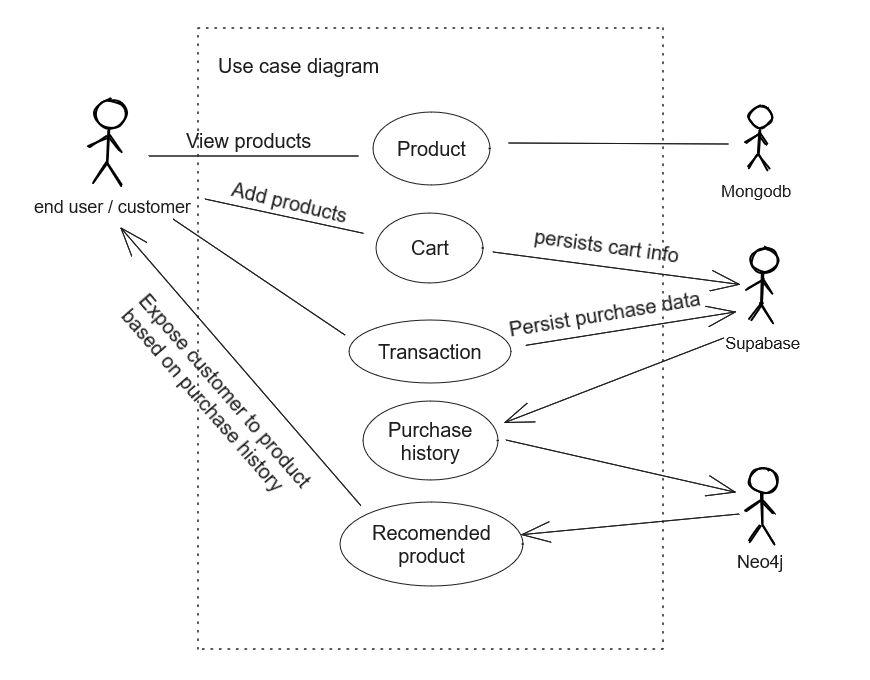 Use case diagram
View products
Product
Mongodb
end user / customer
Add products
Cart
persists cart info
Persist purchase data
Supabase
Transaction
Expose customer to product
based on purchase history
Purchase
history
Recomended
product
Neo4j